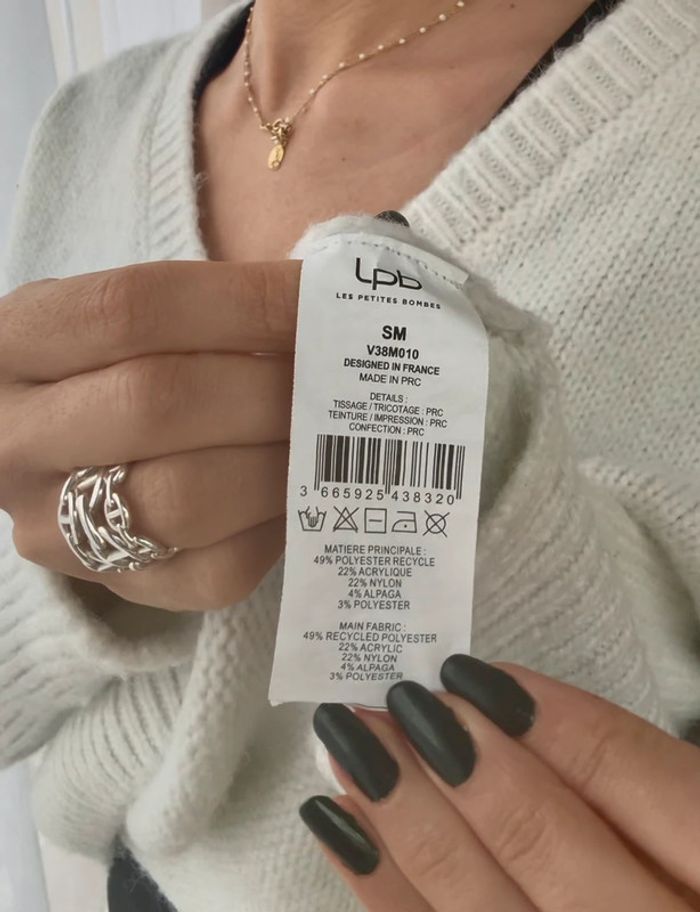 LPB
LES PETITES BOMBES
SM
V38M010
DESIGNED IN FRANCE
MADE IN PRC
DETAILS :
TISSAGE / TRICOTAGE : PRC
TEINTURE / IMPRESSION : PRC
CONFECTION : PRC
3 665925 438320
MATIERE PRINCIPALE :
49% POLYESTER RECYCLE
22% ACRYLIQUE
22% NYLON
4% ALPAGA
3% POLYESTER
MAIN FABRIC :
49% RECYCLED POLYESTER
22% ACRYLIC
22% NYLON
4% ALPAGA
3% POLYESTER